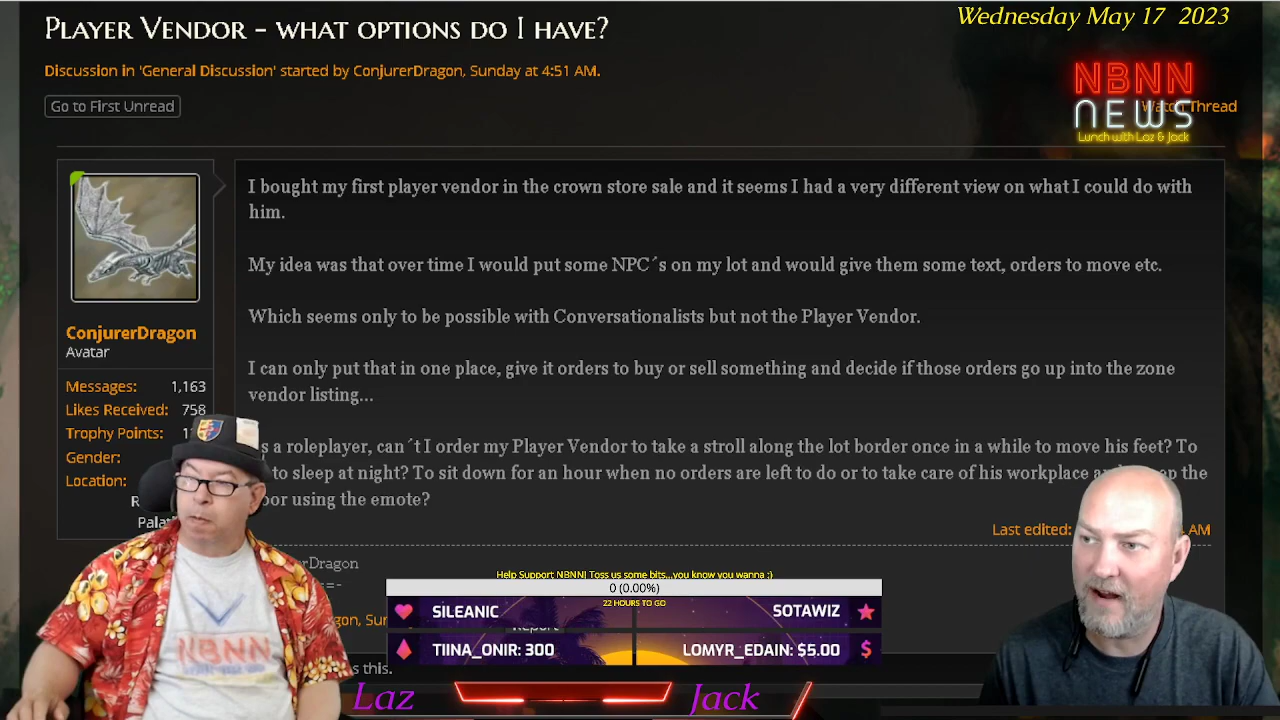 Player Vendor - what options do I have?
Wednesday May 17 2023
Discussion in 'General Discussion' started by ConjurerDragon, Sunday at 4:51 AM.
Go to First Unread
NBNN
Watch Thread
NEWS
Lunch with Laz & Jack
I bought my first player vendor in the crown store sale and it seems I had a very different view on what I could do with
him.
My idea was that over time I would put some NPC´s on my lot and would give them some text, orders to move etc.
Which seems only to be possible with Conversationalists but not the Player Vendor.
I can only put that in one place, give it orders to buy or sell something and decide if those orders go up into the zone
vendor listing...
s a roleplayer, can´t I order my Player Vendor to take a stroll along the lot border once in a while to move his feet? To
to sleep at night? To sit down for an hour when no orders are left to do or to take care of his workplace the
using the emote?
Last edited: AM
ConjurerDragon
Avatar
Messages: 1,163
Likes Received: 758
Trophy Points:
Gender:
Location:
rDragon
==-
Help Support NBNN! Toss us some bits...you know you wanna :)
0 (0.00%)
22 HOURS TO GO
SILEANIC
SOTAWIZ
Report
TIINA_ONIR: 300
LOMYR_EDAIN: $5.00
s this.
NBNN
Laz
Jack